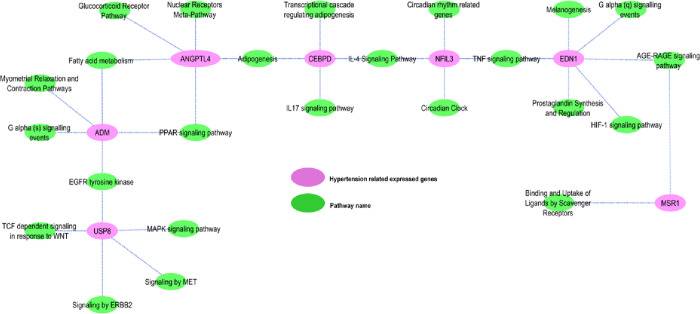 Glucocorticoid Receptor
Pathway
Nuclear Receptors
Meta-Pathway
Transcriptional cascade
regulating adipogenesis
Circadian rhythm related
genes
Melanogenesis
G alpha (q) signalling
events
Fatty acid metabolism
ANGPTL4
Adipogenesis
CEBPD
IL-4 Signaling Pathway
NFIL3
TNF signaling pathway
EDN1
AGE-RAGE signaling
pathway
Myometrial Relaxation and
Contraction Pathways
IL17 signaling pathway
Circadian Clock
Prostaglandin Synthesis
and Regulation
HIF-1 signaling pathway
G alpha (s) signalling
events
ADM
PPAR signaling pathway
EGFR tyrosine kinase
Hypertension related expressed genes
Pathway name
Binding and Uptake of
Ligands by Scavenger
Receptors
MSR1
TCF dependent signaling
in response to WNT
USP8
MAPK signaling pathway
Signaling by MET
Signaling by ERBB2